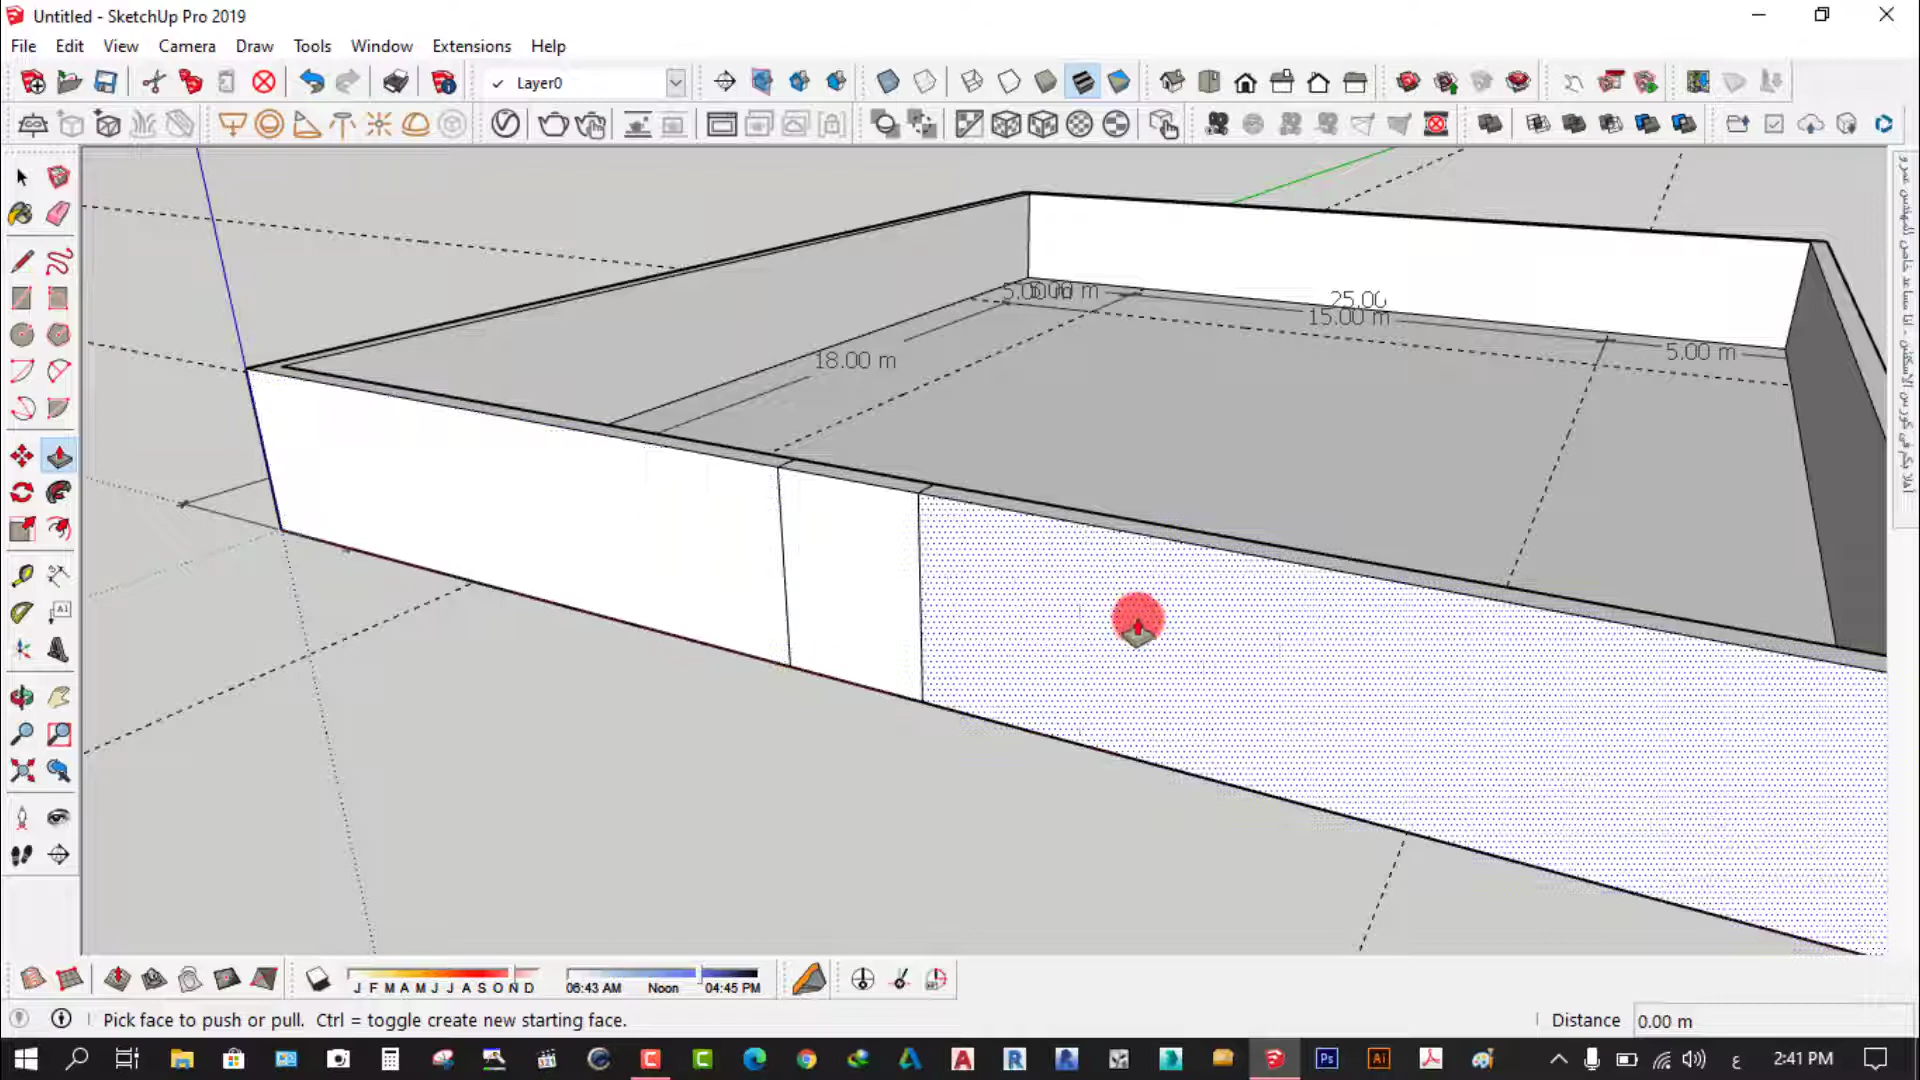 Untitled - SketchUp Pro 2019
File Edit View Camera Draw Tools Window Extensions Help
Layer0
5.00 m
25.00
15.00 m
5.00 m
18.00 m
J F M A M J J A S O N D
06:43 AM Noon 04:45 PM
Pick face to push or pull. Ctrl = toggle create new starting face.
Distance 0.00 m
ع 2:41 PM